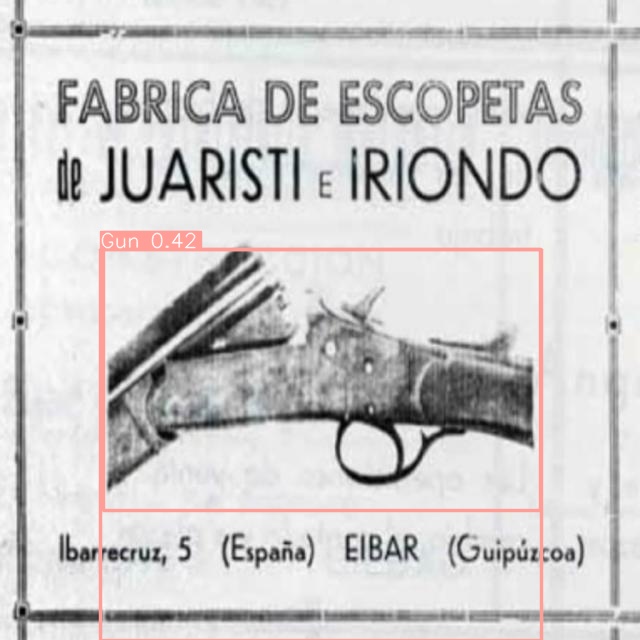 FABRICA DE ESCOPETAS
de JUARISTI E IRIONDO
Gun 0.42
Ibarrecruz, 5 (España) EIBAR (Guipúzcoa)